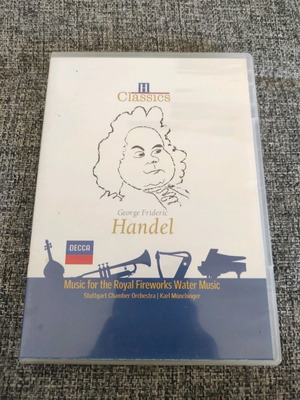 H
Classics
George Frideric
Handel
DECCA
Music for the Royal Fireworks Water Music
Stuttgart Chamber Orchestra | Karl Münchinger